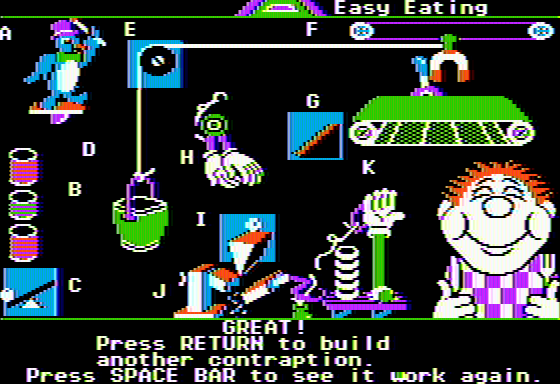 Easy Eating
A
E
F
G
D
H
K
B
I
C
J
GREAT!
Press RETURN to build
another contraption.
Press SPACE BAR to see it work again.